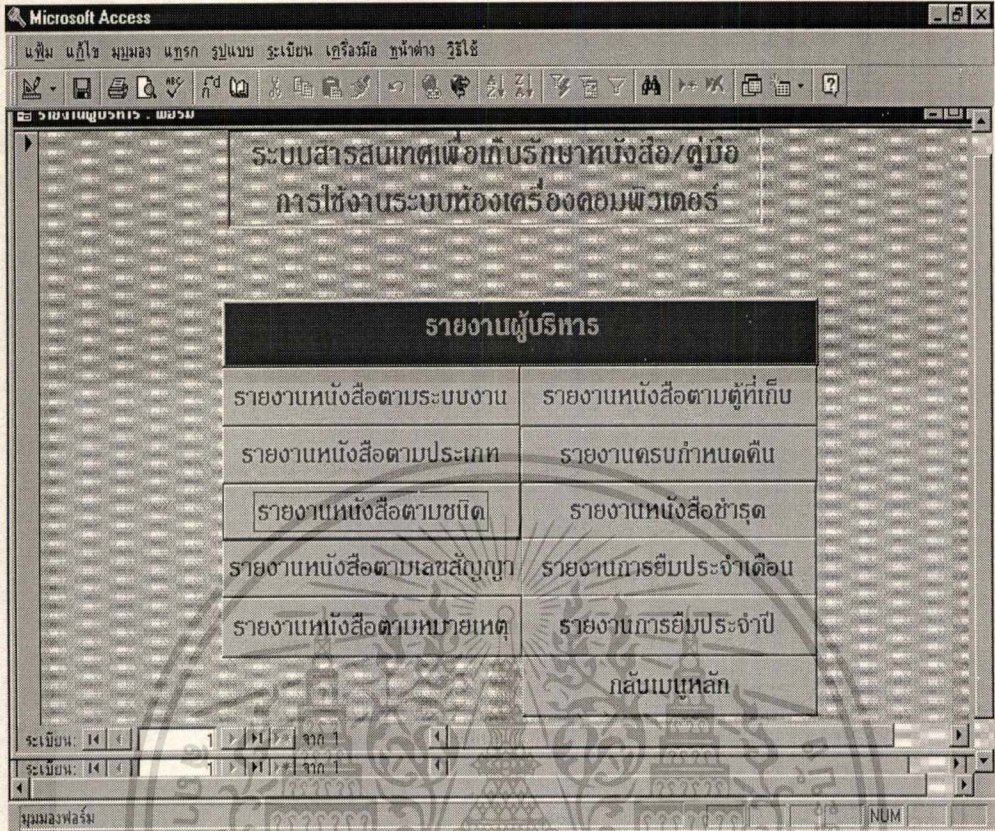 Microsoft Access
แฟ้ม แก้ไข มุมมอง แทรก รูปแบบ ระเบียน เครื่องมือ หน้าต่าง วิธีใช้
รายงานผู้บริหาร : ฟอร์ม
ระบบสารสนเทศเพื่อเก็บรักษาหนังสือ/คู่มือ
การใช้งานระบบห้องเครื่องคอมพิวเตอร์
รายงานผู้บริหาร
รายงานหนังสือตามระบบงาน รายงานหนังสือตามตู้ที่เก็บ
รายงานหนังสือตามประเภท รายงานครบกำหนดคืน
รายงานหนังสือตามชนิด รายงานหนังสือชำรุด
รายงานหนังสือตามเลขสัญญา รายงานการยืมประจำเดือน
รายงานหนังสือตามหมายเหตุ รายงานการยืมประจำปี
กลับเมนูหลัก
ระเบียน: 1 จาก 1
ระเบียน: 1 จาก 1
มุมมองฟอร์ม NUM